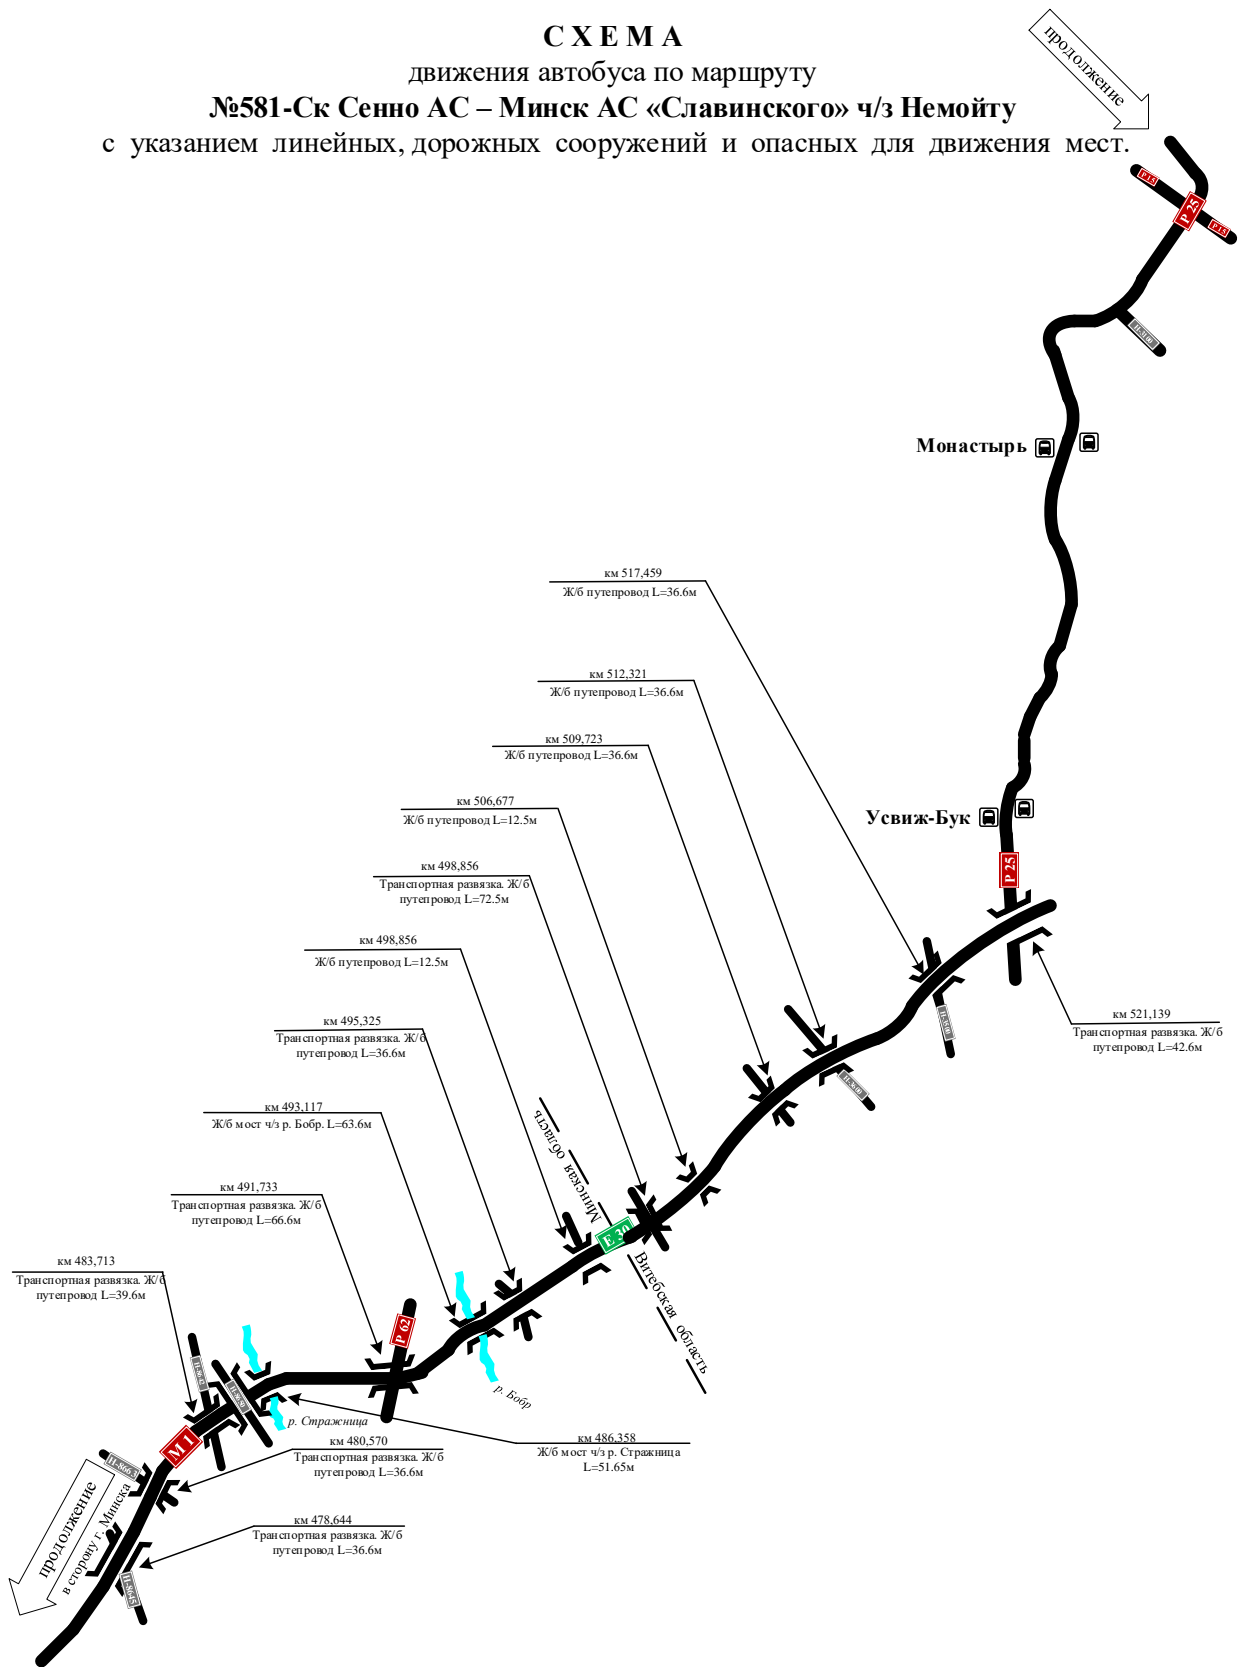 С Х Е М А
движения автобуса по маршруту
№581-Ск Сенно АС – Минск АС «Славинского» ч/з Немойту
с указанием линейных, дорожных сооружений и опасных для движения мест.
продолжение
Р 15
Р 25
Р 15
Монастырь
км 517,459
Ж/б путепровод L=36.6м
км 512,321
Ж/б путепровод L=36.6м
км 509,723
Ж/б путепровод L=36.6м
км 506,677
Ж/б путепровод L=12.5м
Усвиж-Бук
Р 25
км 498,856
Транспортная развязка. Ж/б
путепровод L=72.5м
км 498,856
Ж/б путепровод L=12.5м
км 495,325
Транспортная развязка. Ж/б
путепровод L=36.6м
км 521,139
Транспортная развязка. Ж/б
путепровод L=42.6м
км 493,117
Ж/б мост ч/з р. Бобр. L=63.6м
Минская область
км 491,733
Транспортная развязка. Ж/б
путепровод L=66.6м
Е 30
Витебская область
км 483,713
Транспортная развязка. Ж/б
путепровод L=39.6м
Р 62
р. Бобр
р. Стражница
М 1
км 486,358
Ж/б мост ч/з р. Стражница
L=51.65м
км 480,570
Транспортная развязка. Ж/б
путепровод L=36.6м
продолжение
в сторону г. Минска
км 478,644
Транспортная развязка. Ж/б
путепровод L=36.6м